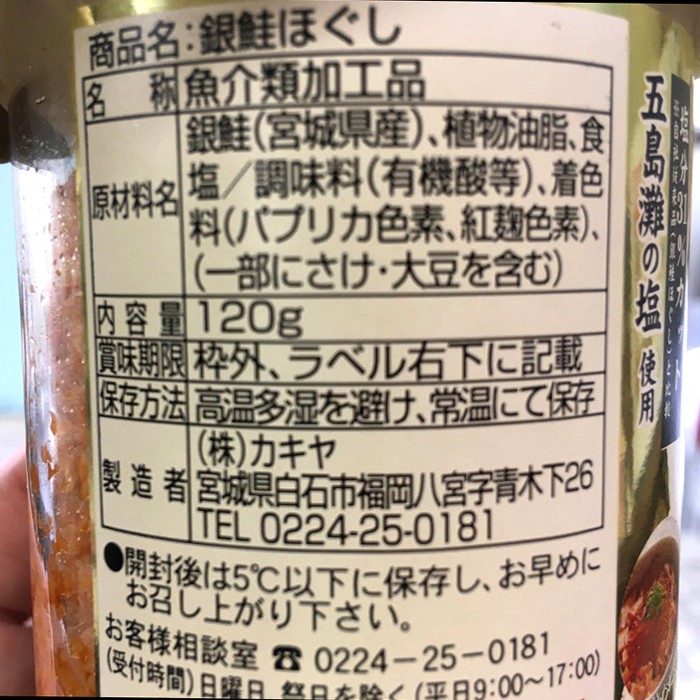 商品名:銀鮭ほぐし
名 称 魚介類加工品
原材料名 銀鮭(宮城県産)、植物油脂、食
塩/調味料(有機酸等)、着色
料(パプリカ色素、紅麹色素)、
(一部にさけ・大豆を含む)
内容量 120g
賞味期限 枠外、ラベル右下に記載
保存方法 高温多湿を避け、常温にて保存
製造者 (株)カキヤ
宮城県白石市福岡八宮字青木下26
TEL 0224-25-0181
●開封後は5℃以下に保存し、お早めに
お召し上がり下さい。
お客様相談室 ☎ 0224-25-0181
(受付時間)日曜日、祭日を除く(平日9:00~17:00)
塩分31%カット
五島灘の塩 使用